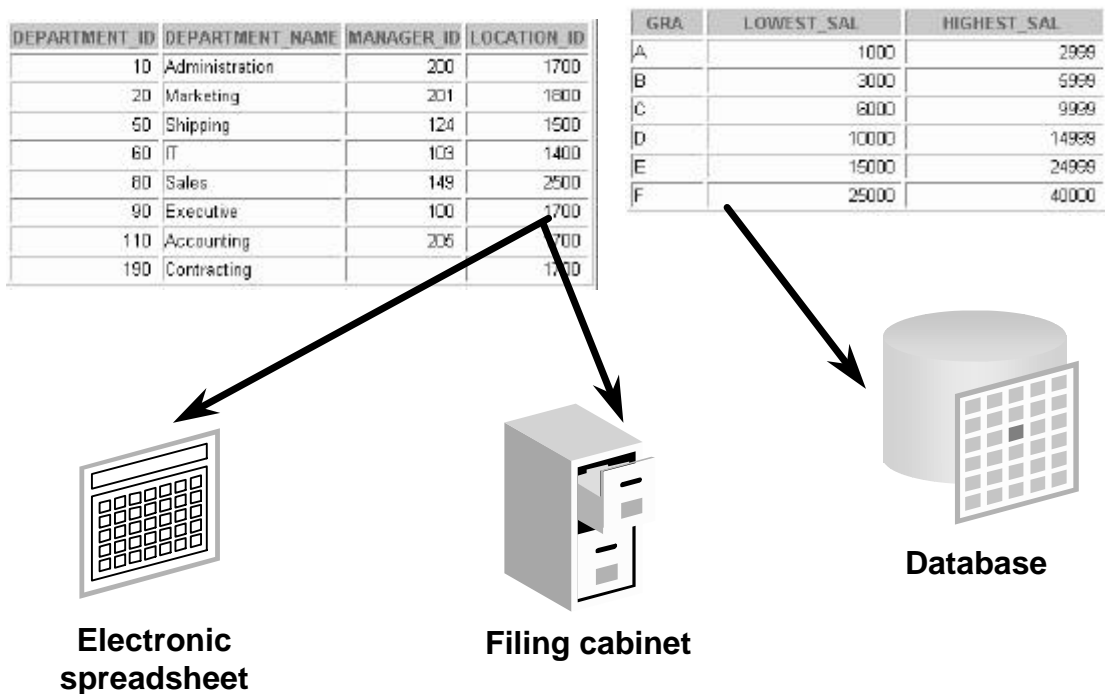 DEPARTMENT_ID DEPARTMENT_NAME MANAGER_ID LOCATION_ID
10 Administration 200 1700
20 Marketing 201 1800
50 Shipping 124 1500
60 IT 103 1400
80 Sales 149 2500
90 Executive 100 1700
110 Accounting 205 700
190 Contracting 1700
GRA LOWEST_SAL HIGHEST_SAL
A 1000 2999
B 3000 5999
C 6000 9999
D 10000 14999
E 15000 24999
F 25000 40000
Electronic
spreadsheet
Filing cabinet
Database